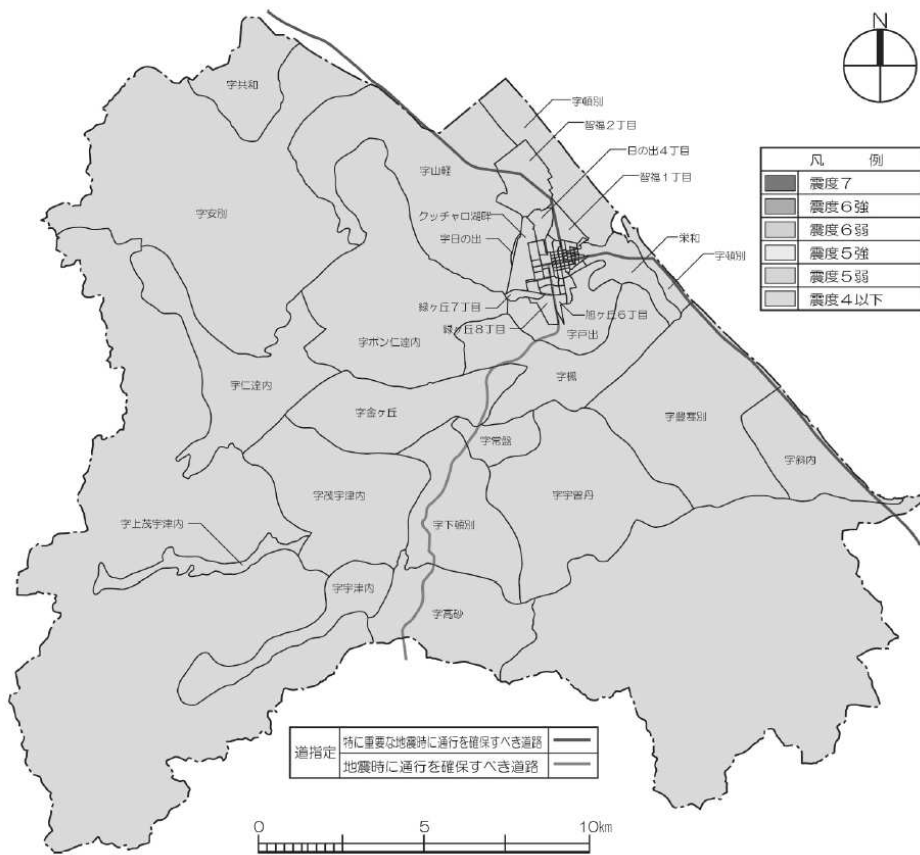 N
字共和
字頓別
智福2丁目
日の出4丁目
智福1丁目
字山軽
クッチャロ湖畔
字日の出
字安別
栄和
字頓別
緑ヶ丘7丁目
緑ヶ丘8丁目
旭ヶ丘6丁目
字戸出
字ポン仁達内
字仁達内
字金ヶ丘
字楓
字豊寒別
字常盤
字斜内
字茂宇津内
字宇曽丹
字上茂宇津内
字下頓別
字宇津内
字高砂
凡 例
震度7
震度6強
震度6弱
震度5強
震度5弱
震度4以下
道指定
特に重要な地震時に通行を確保すべき道路
地震時に通行を確保すべき道路
0 5 10km